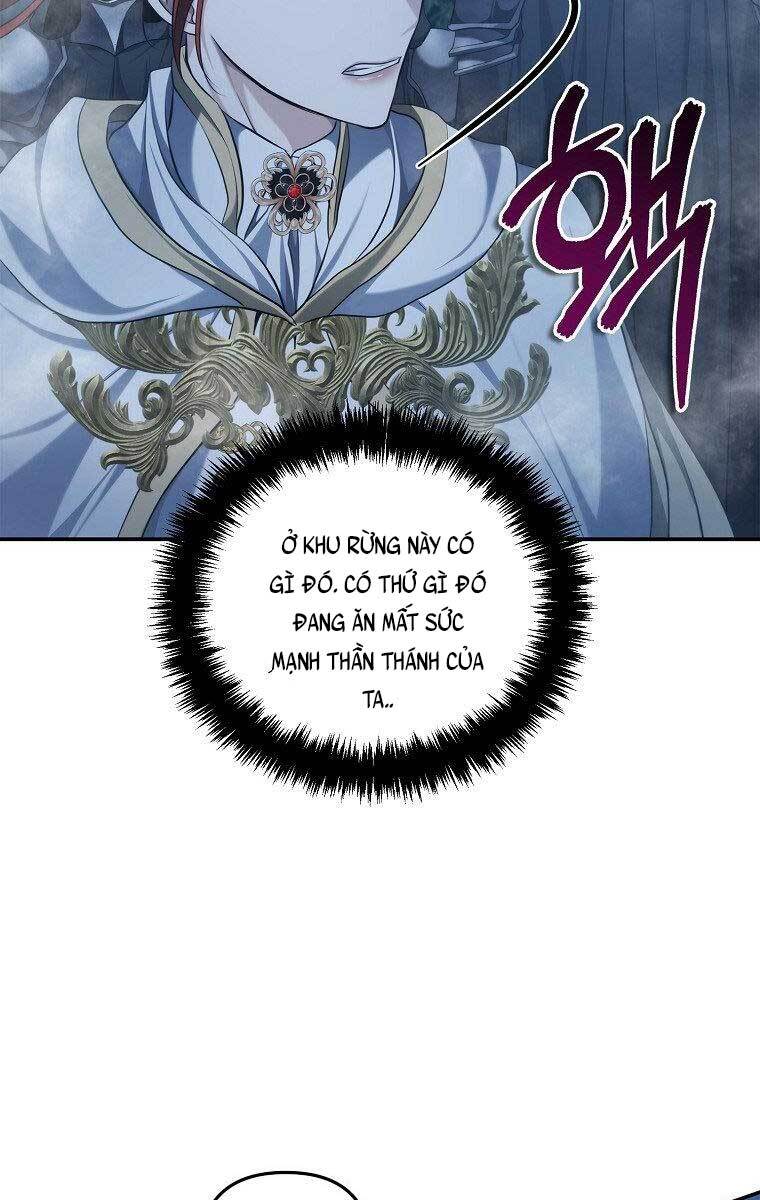 홱
Ở KHU RỪNG NÀY CÓ
GÌ ĐÓ. CÓ THỨ GÌ ĐÓ
ĐANG ĂN MẤT SỨC
MẠNH THẦN THÁNH CỦA
TA..